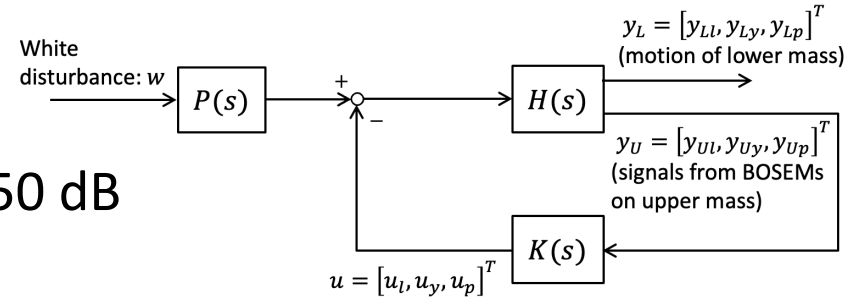 White
disturbance: w
P(s)
+
−
H(s)
y_L = [y_Ll, y_Ly, y_Lp]^T
(motion of lower mass)
y_U = [y_Ul, y_Uy, y_Up]^T
(signals from BOSEMs
on upper mass)
K(s)
u = [u_l, u_y, u_p]^T
50 dB